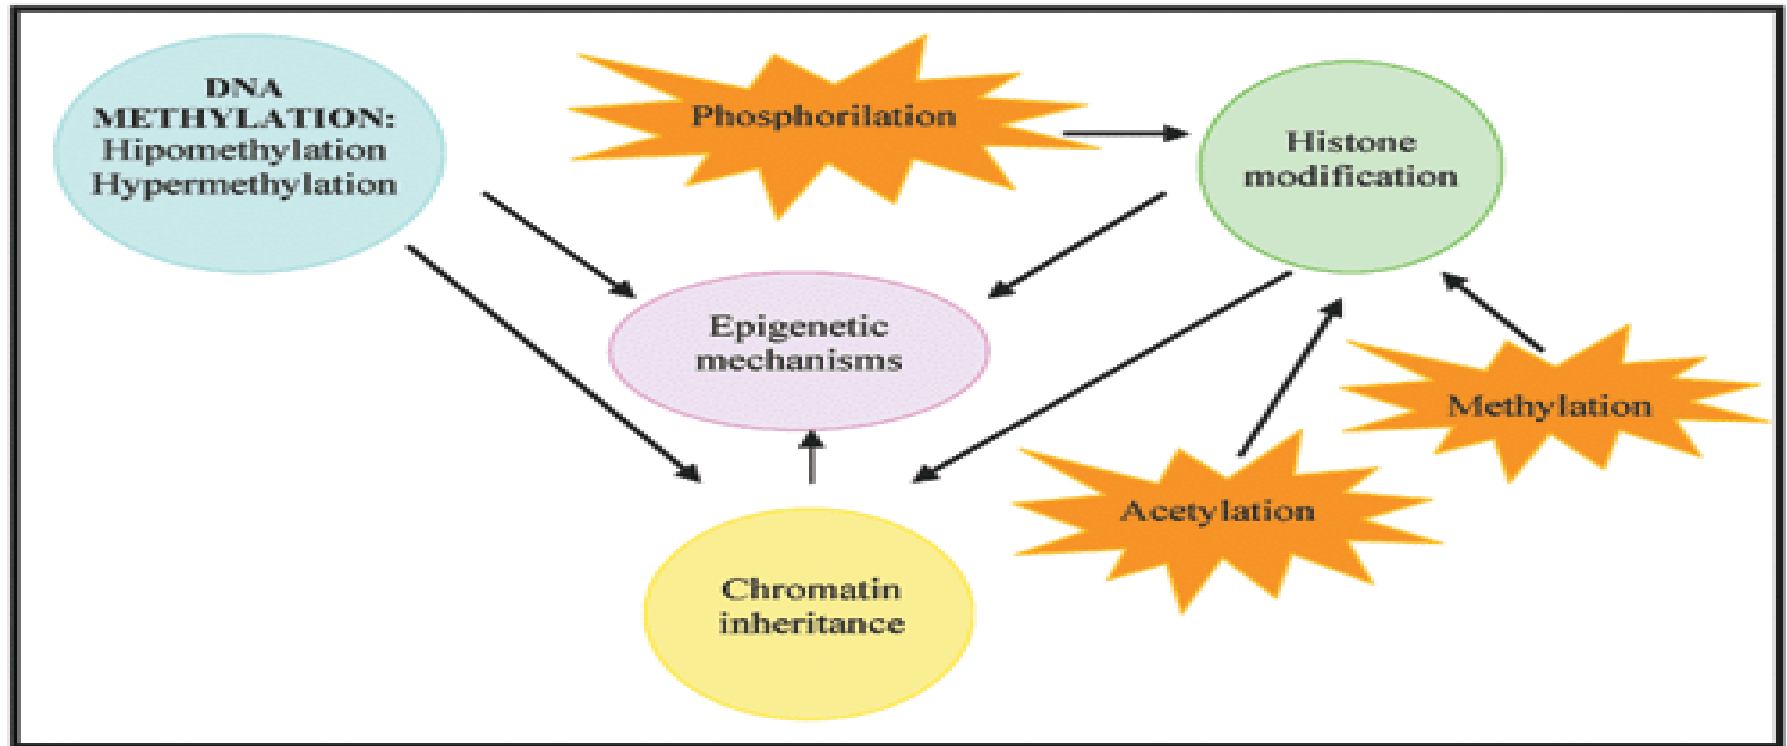 DNA
METHYLATION:
Hipomethylation
Hypermethylation
Phosphorilation
Histone
modification
Epigenetic
mechanisms
Methylation
Acetylation
Chromatin
inheritance